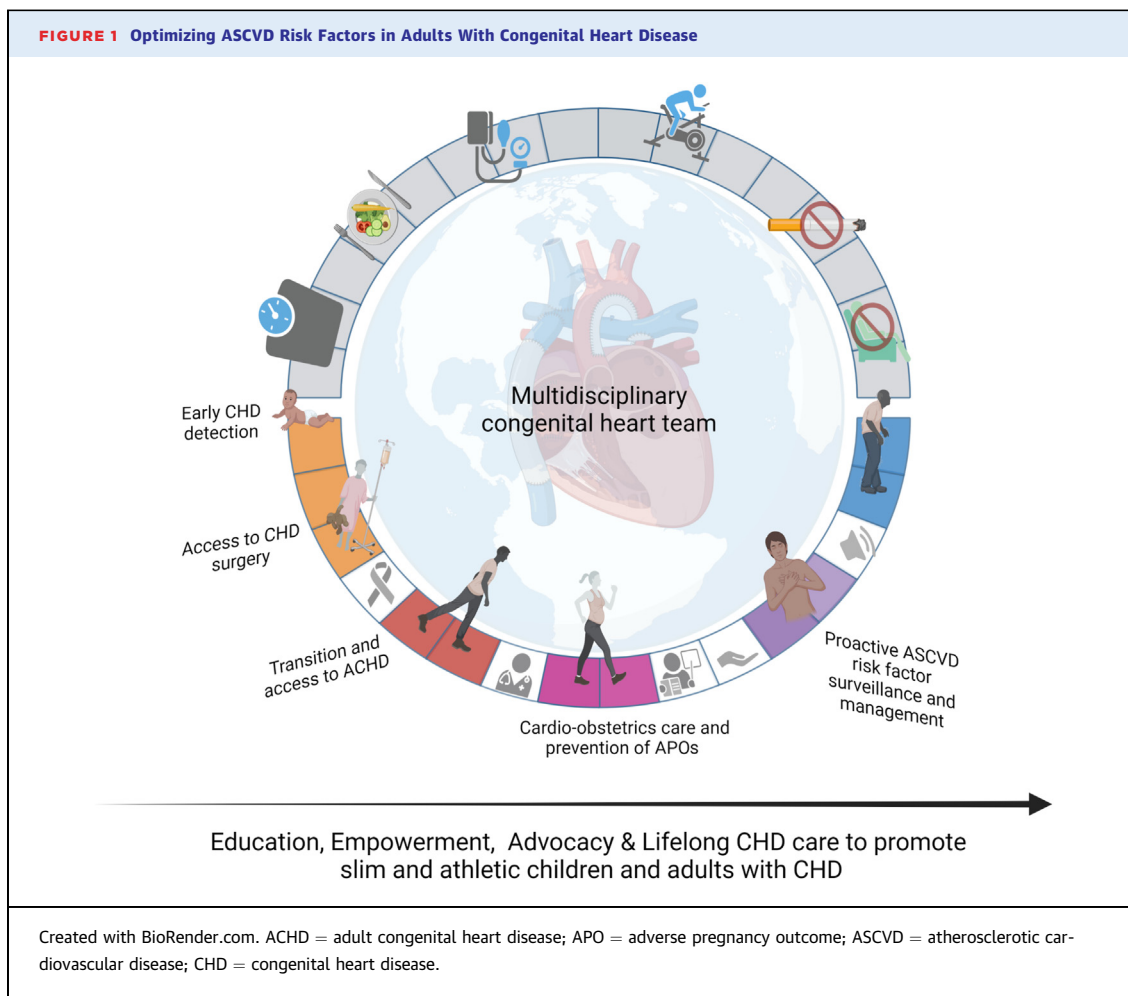 FIGURE 1 Optimizing ASCVD Risk Factors in Adults With Congenital Heart Disease
Multidisciplinary
congenital heart team
Early CHD
detection
Access to CHD
surgery
Transition and
access to ACHD
Cardio-obstetrics care and
prevention of APOs
Proactive ASCVD
risk factor
surveillance and
management
Education, Empowerment, Advocacy & Lifelong CHD care to promote
slim and athletic children and adults with CHD
Created with BioRender.com. ACHD = adult congenital heart disease; APO = adverse pregnancy outcome; ASCVD = atherosclerotic car-
diovascular disease; CHD = congenital heart disease.